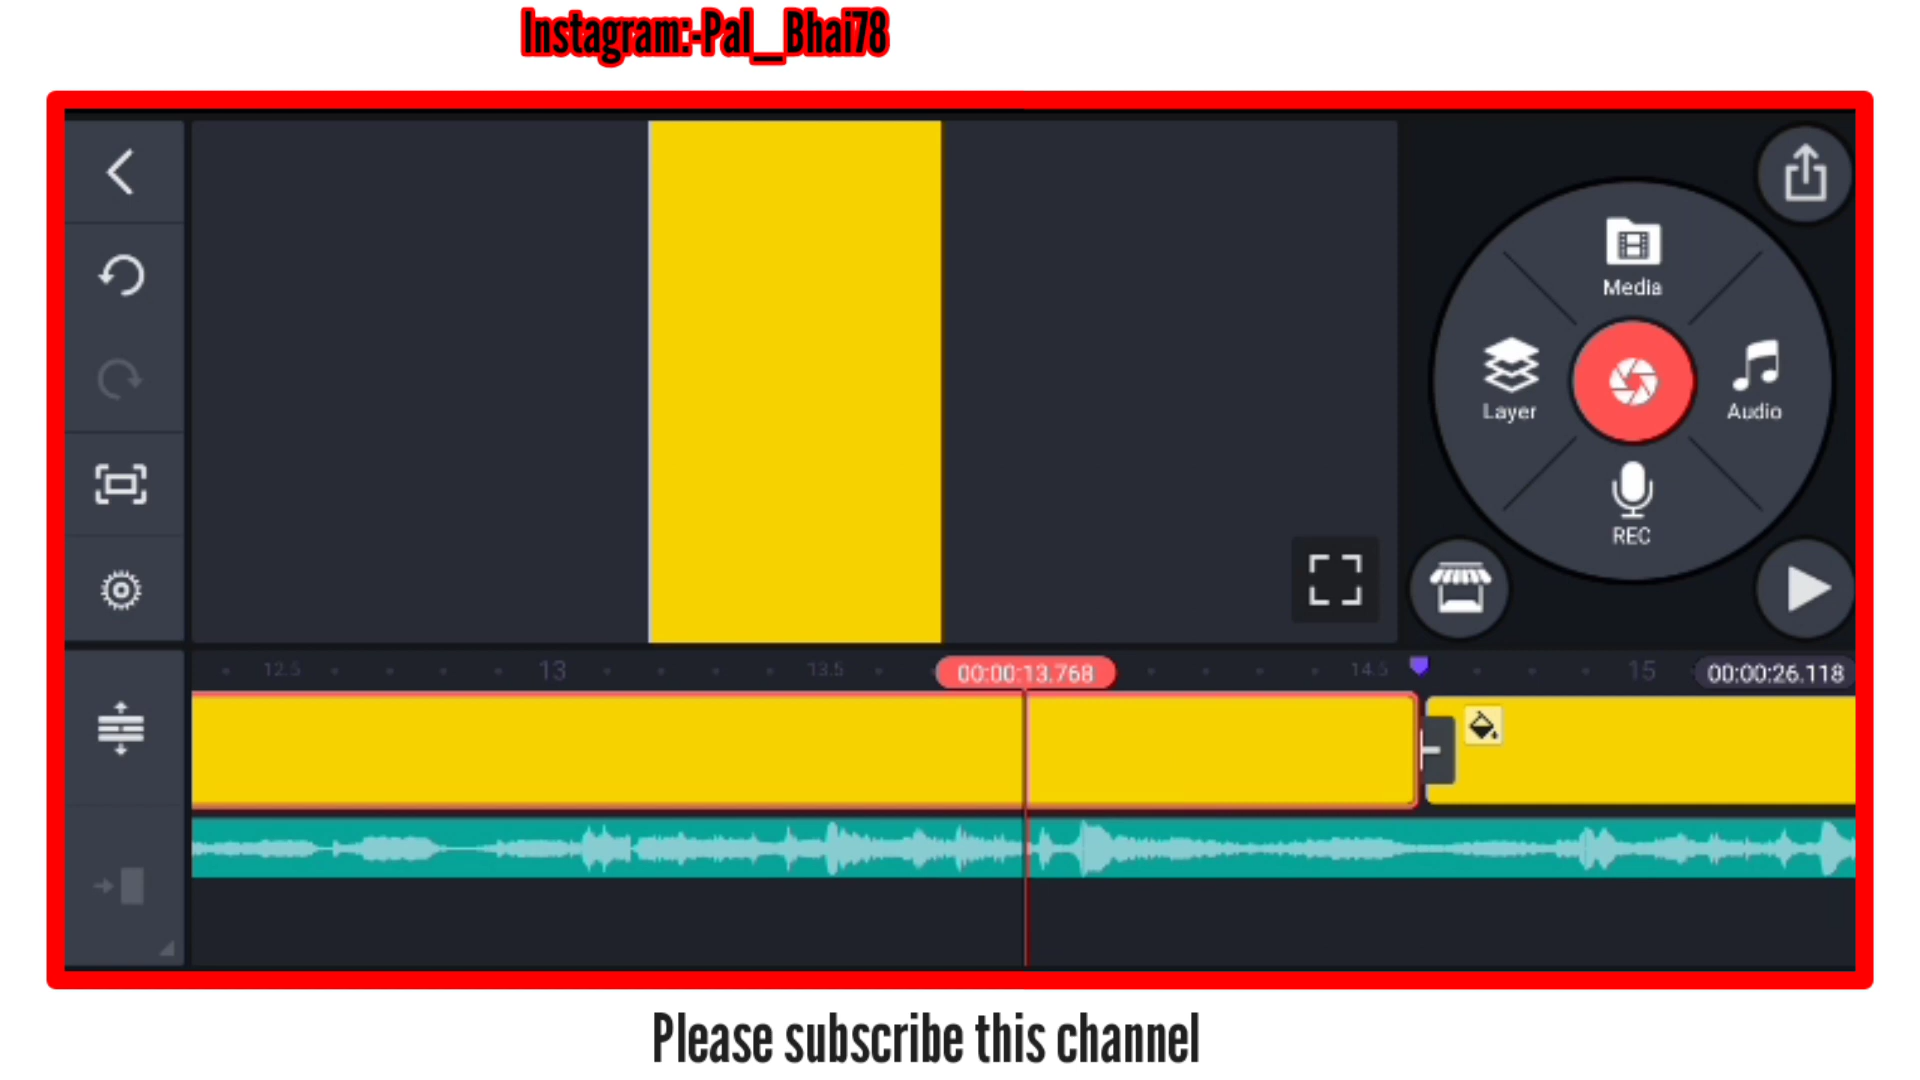 Instagram:-Pal__Bhai78
Media
Layer
Audio
REC
12.5
13
13.5
00:00:13.768
14.5
15
00:00:26.118
Please subscribe this channel